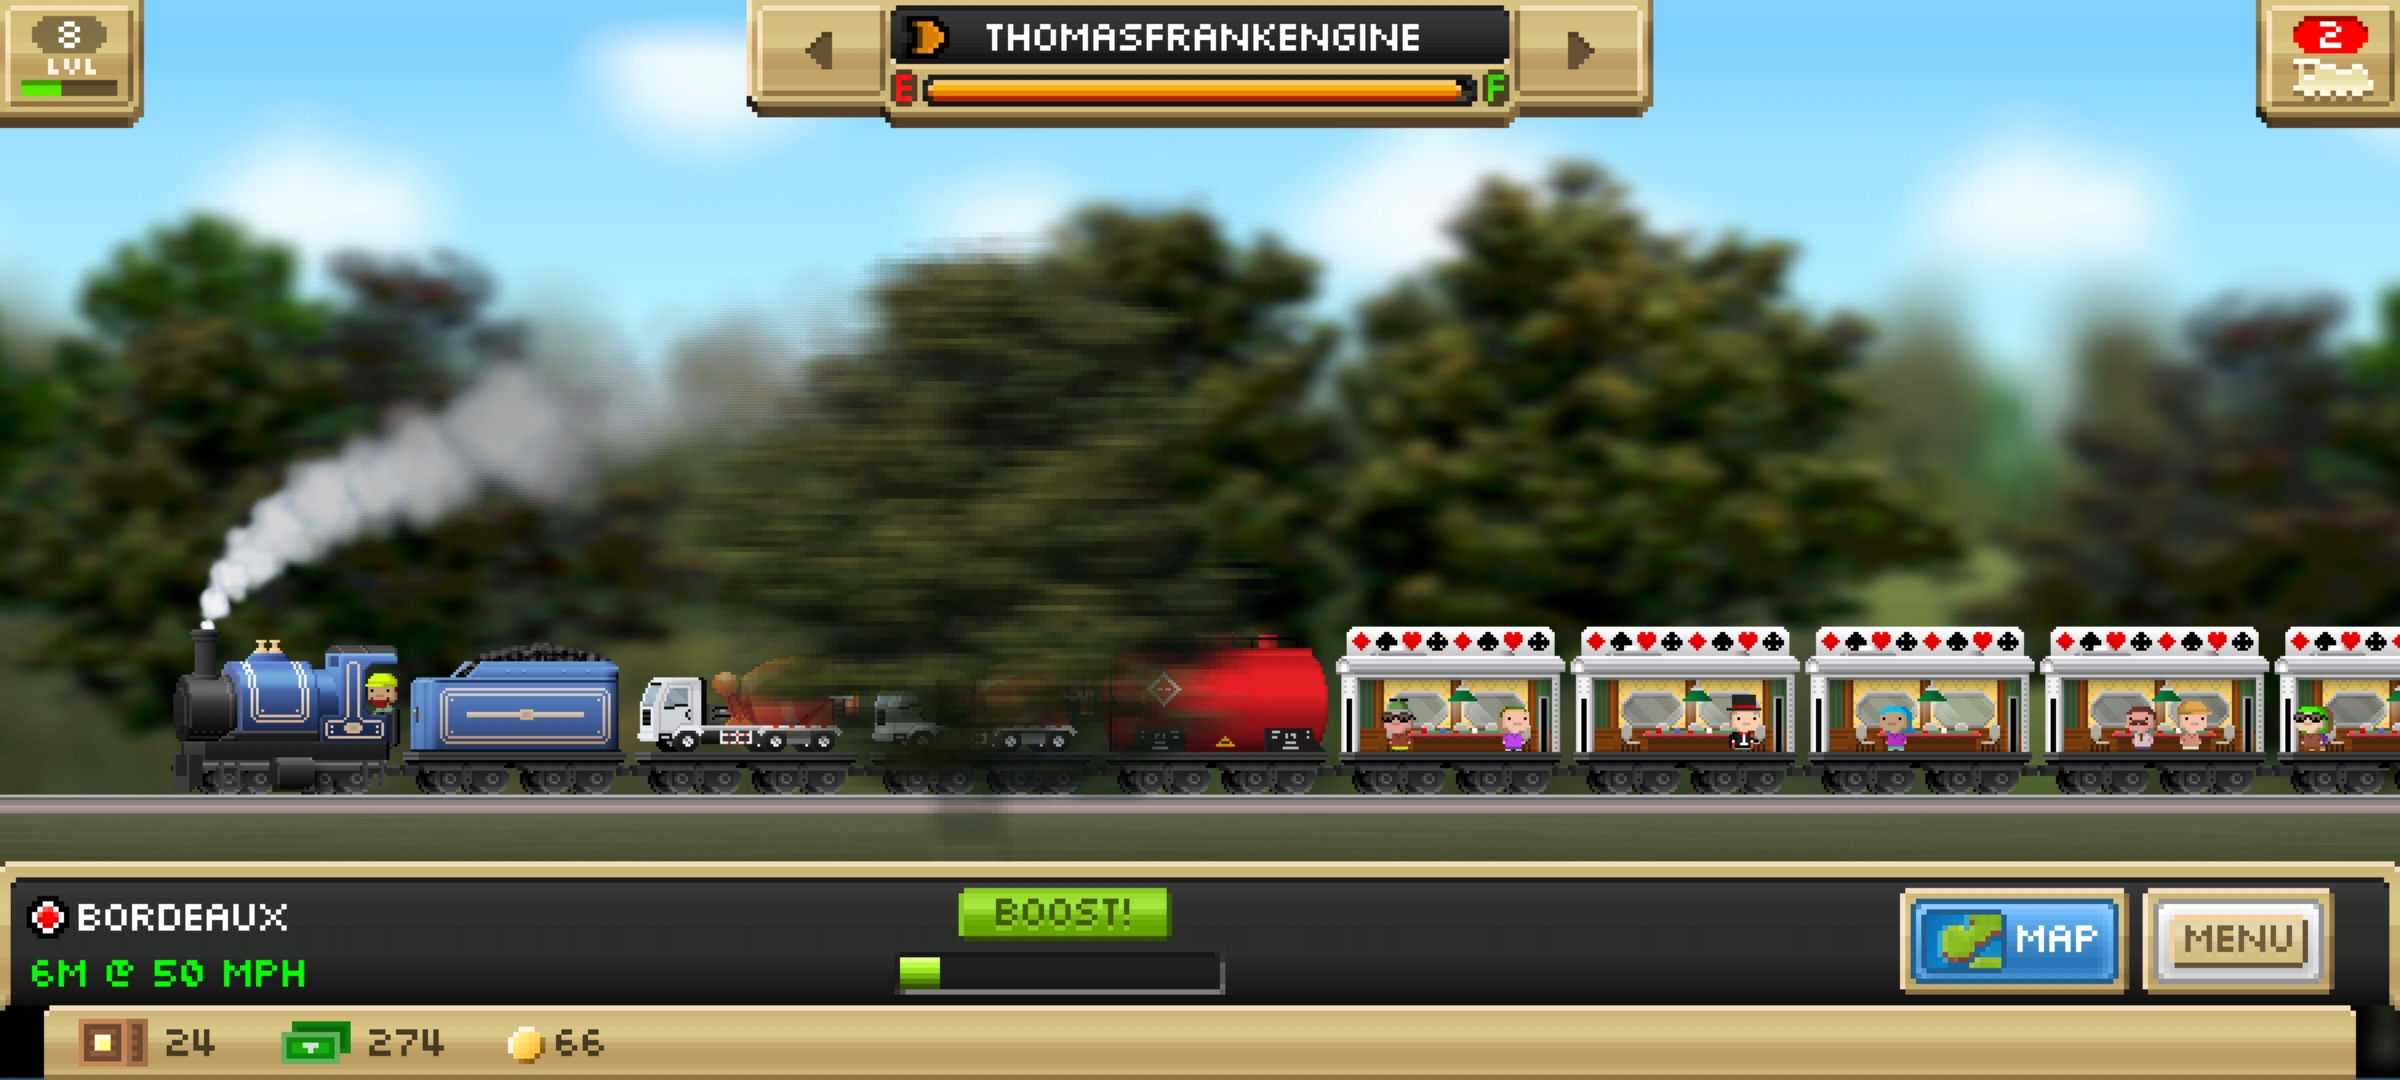 8
LVL
THOMASFRANKENGINE
E F
2
BORDEAUX
6M @ 50 MPH
BOOST!
MAP
MENU
24
274
66